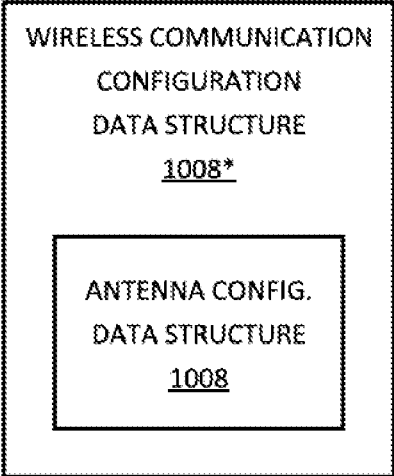 WIRELESS COMMUNICATION
CONFIGURATION
DATA STRUCTURE
1008*
ANTENNA CONFIG.
DATA STRUCTURE
1008